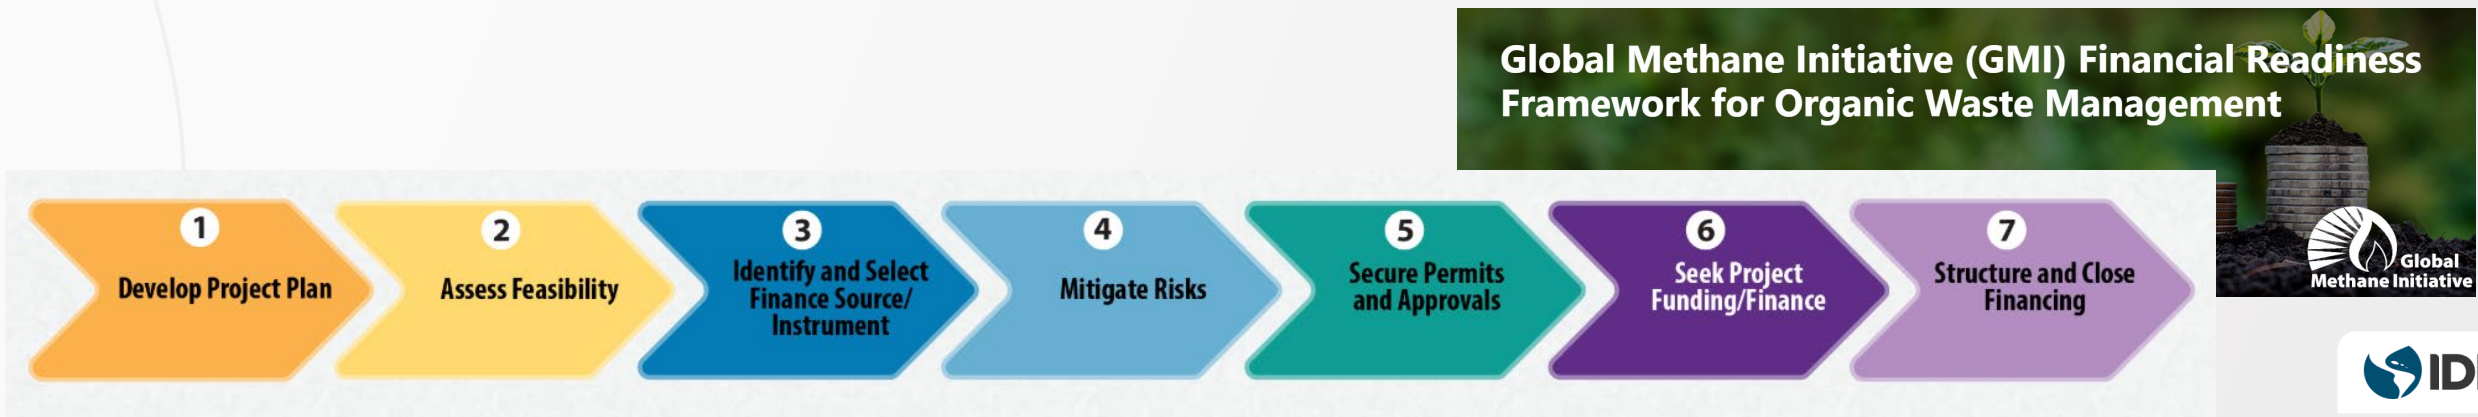 Global Methane Initiative (GMI) Financial Readiness
Framework for Organic Waste Management
1
Develop Project Plan
2
Assess Feasibility
3
Identify and Select
Finance Source/
Instrument
4
Mitigate Risks
5
Secure Permits
and Approvals
6
Seek Project
Funding/Finance
7
Structure and Close
Financing
Global
Methane Initiative